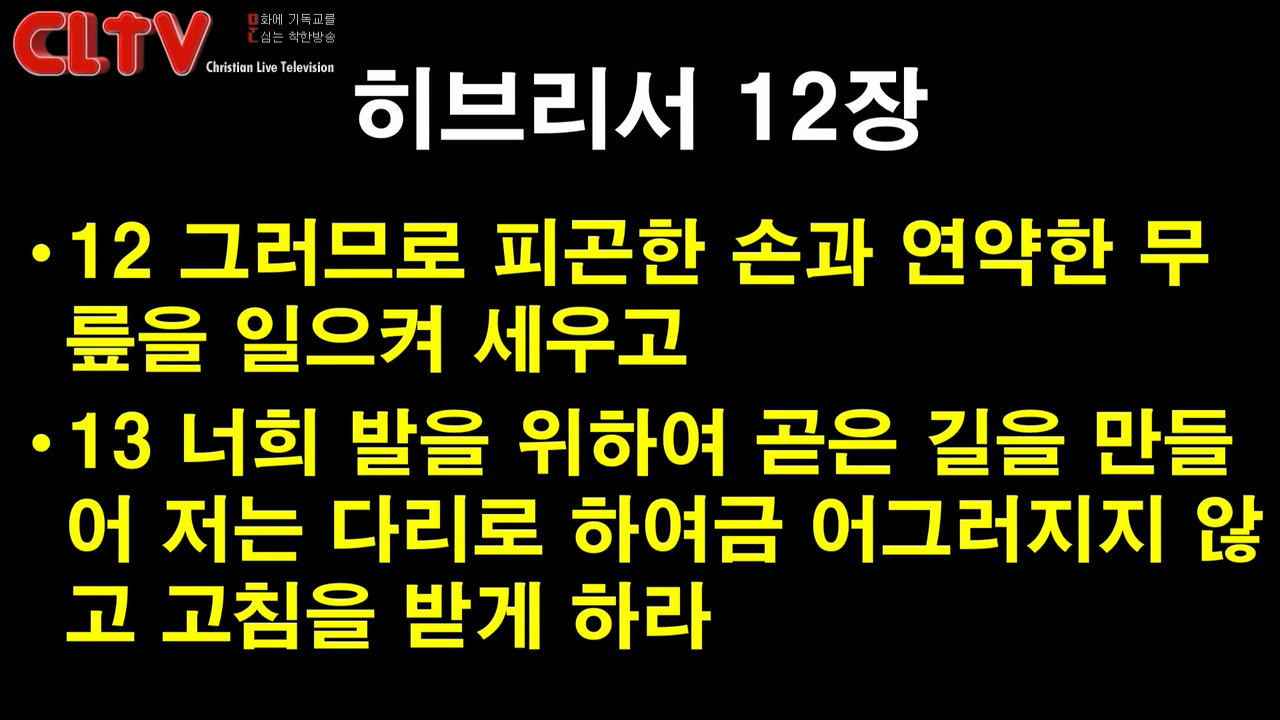 CLTV
문화에 기독교를
심는 착한방송
Christian Live Television
히브리서 12장
• 12 그러므로 피곤한 손과 연약한 무
릎을 일으켜 세우고
• 13 너희 발을 위하여 곧은 길을 만들
어 저는 다리로 하여금 어그러지지 않
고 고침을 받게 하라